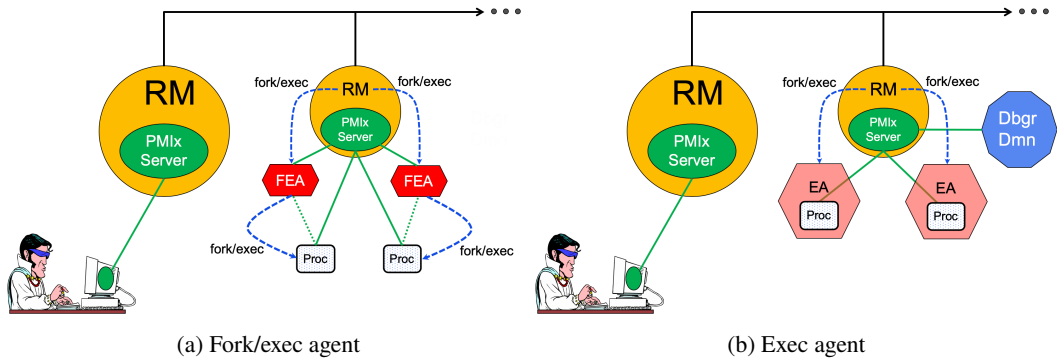 RM
PMIx
Server
fork/exec
fork/exec
RM
PMIx
Server
FEA
FEA
fork/exec
fork/exec
Proc
Proc
(a) Fork/exec agent
RM
PMIx
Server
fork/exec
fork/exec
RM
PMIx
Server
Dbgr
Dmn
EA
EA
Proc
Proc
(b) Exec agent